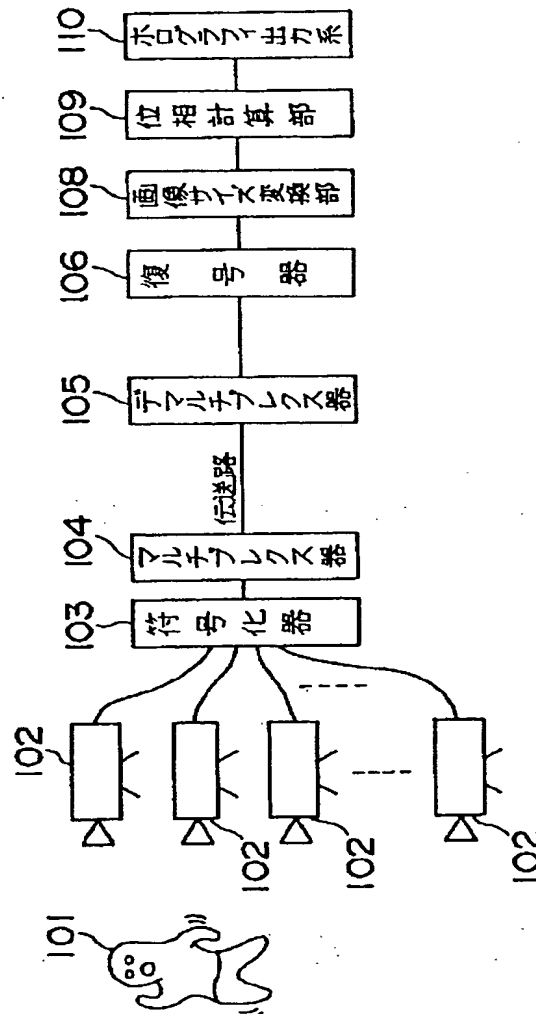 101
102
102
102
102
103
符号化器
104
マルチプレクス器
伝送路
105
デマルチプレクス器
106
復号器
108
画像サイズ変換部
109
位相計算部
110
ホログラフィ出力系